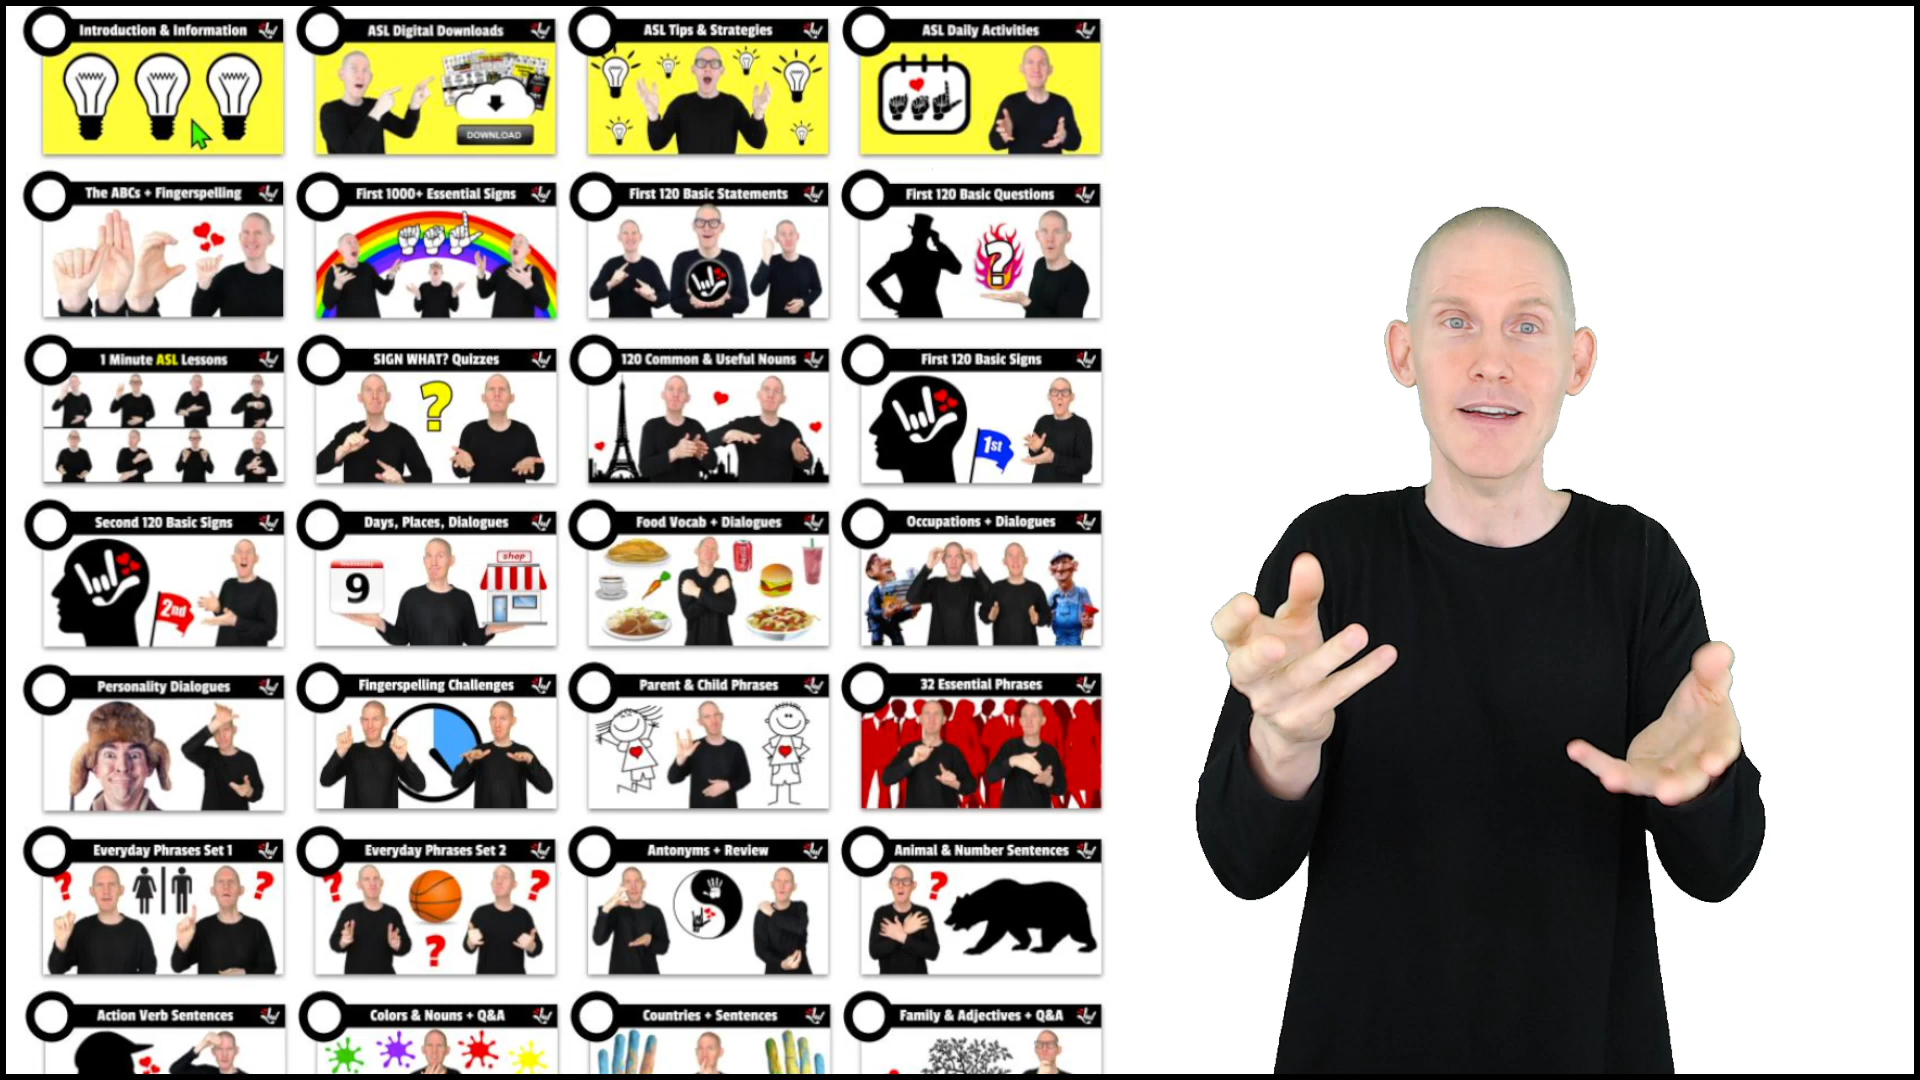 Introduction & Information
ASL Digital Downloads
DOWNLOAD
ASL Tips & Strategies
ASL Daily Activities
The ABCs + Fingerspelling
First 1000+ Essential Signs
First 120 Basic Statements
First 120 Basic Questions
?
1 Minute ASL Lessons
SIGN WHAT? Quizzes
?
120 Common & Useful Nouns
First 120 Basic Signs
1st
Second 120 Basic Signs
2nd
Days, Places, Dialogues
Wednesday
9
shop
Food Vocab + Dialogues
Occupations + Dialogues
Personality Dialogues
Fingerspelling Challenges
Parent & Child Phrases
32 Essential Phrases
Everyday Phrases Set 1
? ?
Everyday Phrases Set 2
? ?
?
Antonyms + Review
Animal & Number Sentences
?
Action Verb Sentences
Colors & Nouns + Q&A
Countries + Sentences
Family & Adjectives + Q&A